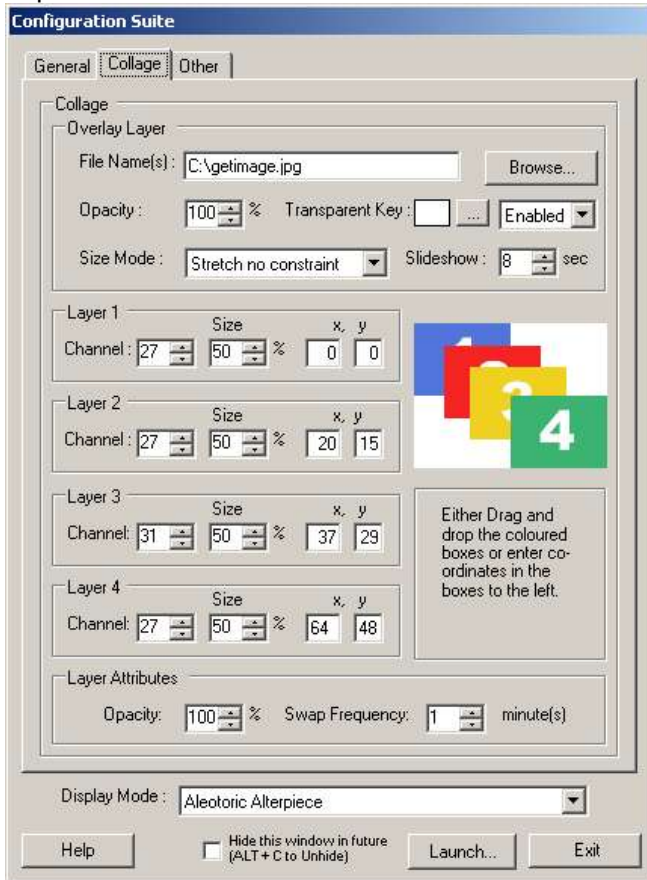 Configuration Suite
General Collage Other
Collage
Overlay Layer
File Name(s) : C:\getimage.jpg Browse...
Opacity : 100 % Transparent Key : ... Enabled
Size Mode : Stretch no constraint Slideshow : 8 sec
Layer 1
Size x, y
Channel : 27 50 % 0 0
Layer 2
Size x, y
Channel : 27 50 % 20 15
Layer 3
Size x, y
Channel: 31 50 % 37 29
Layer 4
Size x, y
Channel: 27 50 % 64 48
1
2
3
4
Either Drag and
drop the coloured
boxes or enter co-
ordinates in the
boxes to the left.
Layer Attributes
Opacity: 100 % Swap Frequency: 1 minute(s)
Display Mode : Aleotoric Alterpiece
Help
Hide this window in future
(ALT + C to Unhide)
Launch... Exit